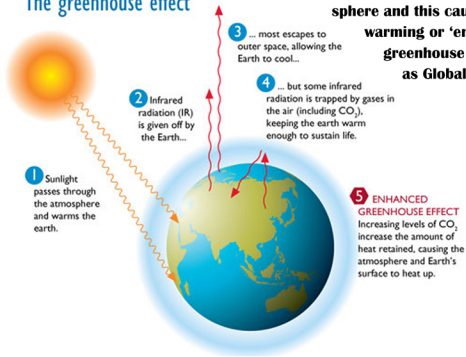 The greenhouse effect
sphere and this cau
warming or ‘e
greenhouse
as Global
3 ... most escapes to
outer space, allowing the
Earth to cool...
4 ... but some infrared
radiation is trapped by gases in
the air (including CO₂),
keeping the earth warm
enough to sustain life.
2 Infrared
radiation (IR)
is given off by
the Earth...
1 Sunlight
passes through
the atmosphere
and warms the
earth.
5 ENHANCED
GREENHOUSE EFFECT
Increasing levels of CO₂
increase the amount of
heat retained, causing the
atmosphere and Earth's
surface to heat up.